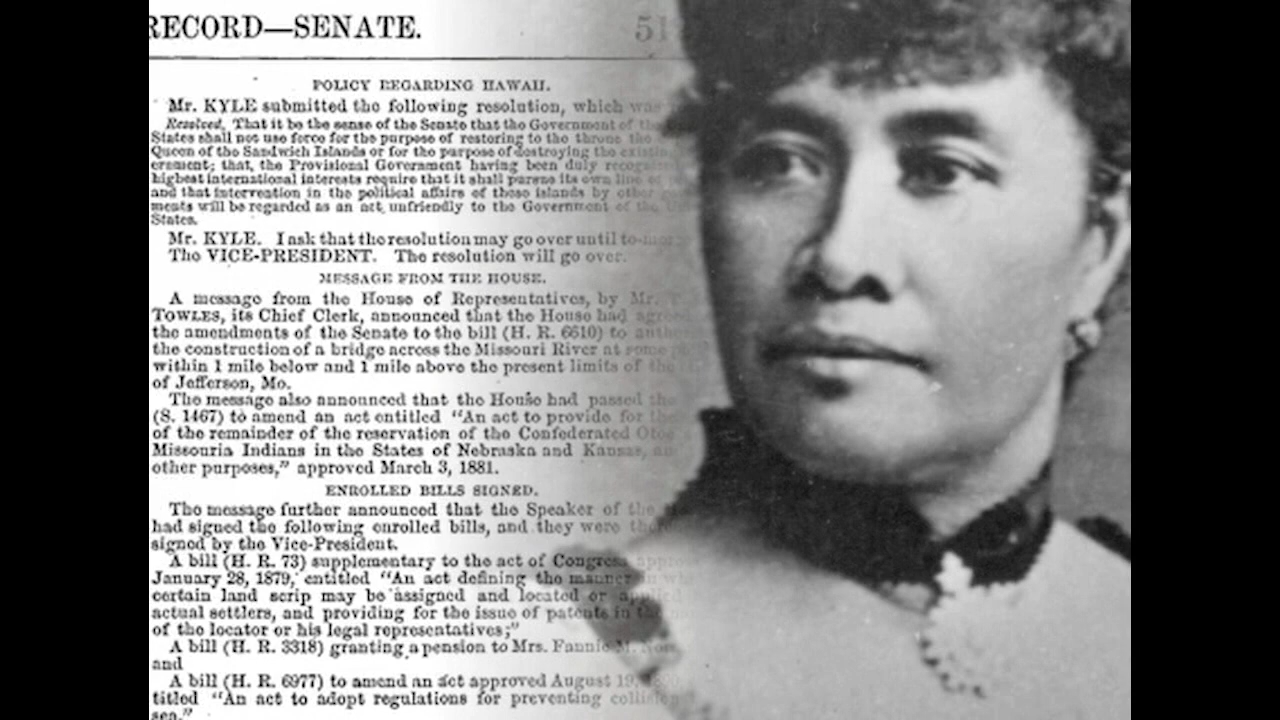 RECORD—SENATE.
51
POLICY REGARDING HAWAII.
Mr. KYLE submitted the following resolution, which was
Resolved, That it be the sense of the Senate that the Government of the
States shall not use force for the purpose of restoring to the throne the
Queen of the Sandwich Islands or for the purpose of destroying the existing
ernment; that, the Provisional Government having been duly recognized
highest international interests require that it shall pursue its own line of
and that intervention in the political affairs of these islands by other
ments will be regarded as an act unfriendly to the Government of the
States.
Mr. KYLE. I ask that the resolution may go over until to-
The VICE-PRESIDENT. The resolution will go over.
MESSAGE FROM THE HOUSE.
A message from the House of Representatives, by Mr.
TOWLES, its Chief Clerk, announced that the House had agreed
the amendments of the Senate to the bill (H. R. 6610) to
the construction of a bridge across the Missouri River at some
within 1 mile below and 1 mile above the present limits of the
of Jefferson, Mo.
The message also announced that the House had passed the
(S. 1467) to amend an act entitled "An act to provide for the
of the remainder of the reservation of the Confederated Otoe
Missouria Indians in the States of Nebraska and Kansas,
other purposes," approved March 3, 1881.
ENROLLED BILLS SIGNED.
The message further announced that the Speaker of the
had signed the following enrolled bills, and they were
signed by the Vice-President.
A bill (H. R. 73) supplementary to the act of Congress
January 28, 1879, entitled "An act defining the manner in
certain land scrip may be assigned and located or applied
actual settlers, and providing for the issue of patents in the
of the locator or his legal representatives;"
A bill (H. R. 3318) granting a pension to Mrs. Fannie M.
and
A bill (H. R. 6977) to amend an act approved August 19,
titled "An act to adopt regulations for preventing
sea."